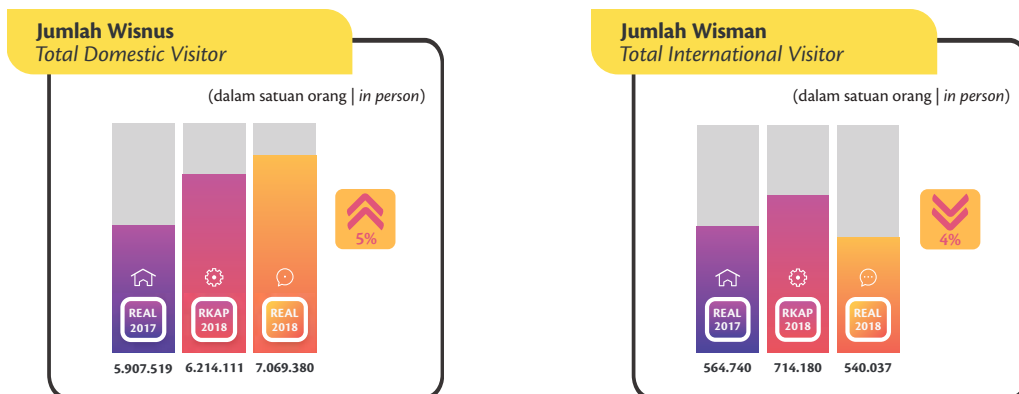 Jumlah Wisnus
Total Domestic Visitor
(dalam satuan orang | in person)
5%
REAL
2017
RKAP
2018
REAL
2018
5.907.519
6.214.111
7.069.380
Jumlah Wisman
Total International Visitor
(dalam satuan orang | in person)
4%
REAL
2017
RKAP
2018
REAL
2018
564.740
714.180
540.037